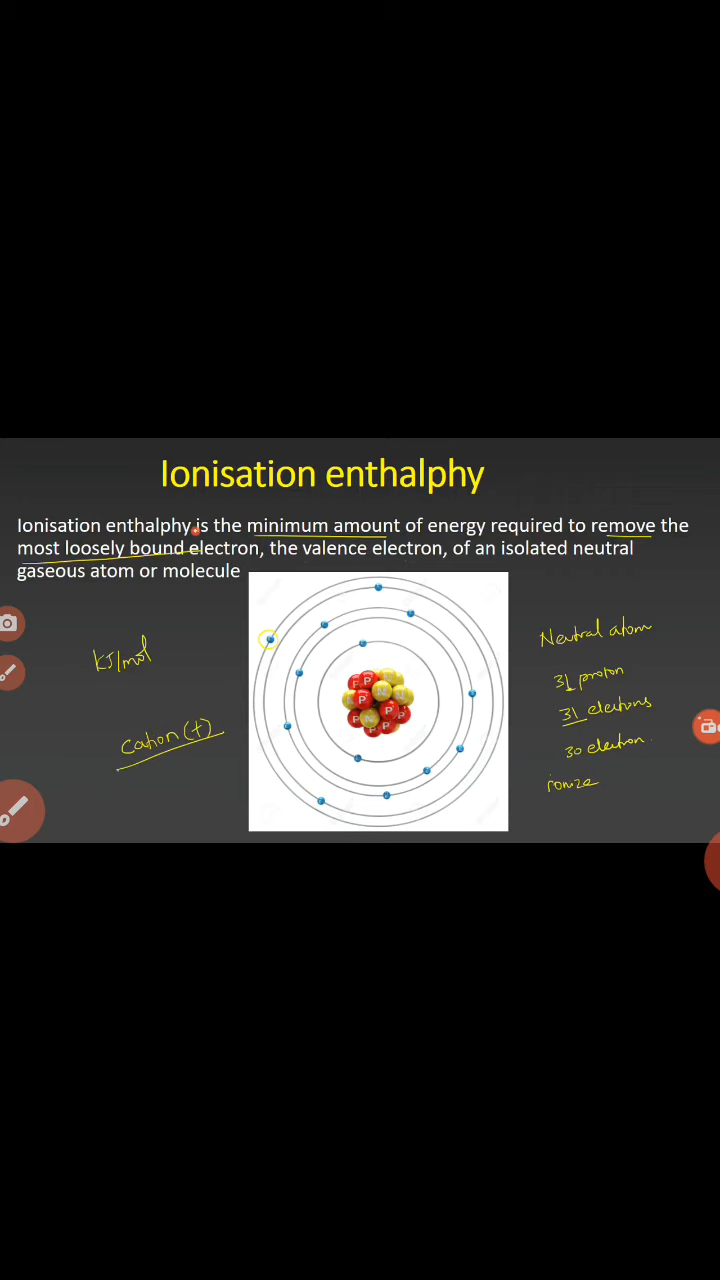 Ionisation enthalphy
Ionisation enthalphy is the minimum amount of energy required to remove the
most loosely bound electron, the valence electron, of an isolated neutral
gaseous atom or molecule
Neutral atom
KJ/mol
31 proton
P P N
N P N N
P P
P N P P
31 electrons
cation (+)
30 electron
ionize